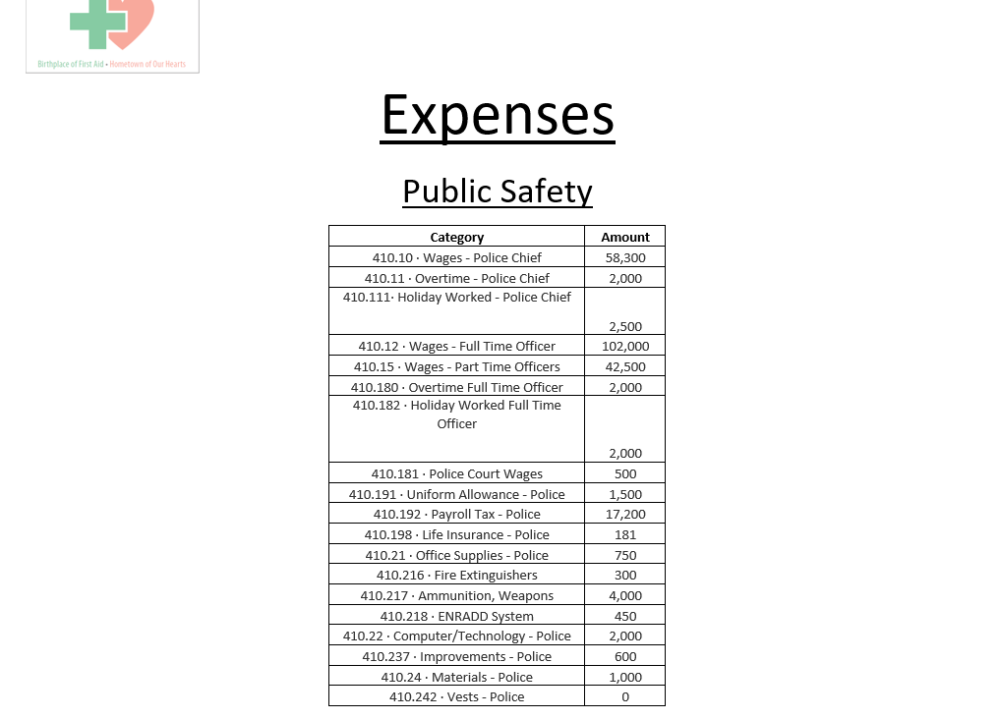 Birthplace of First Aid • Hometown of Our Hearts
Expenses
Public Safety
Category Amount
410.10 · Wages - Police Chief 58,300
410.11 · Overtime - Police Chief 2,000
410.111· Holiday Worked - Police Chief
2,500
410.12 · Wages - Full Time Officer 102,000
410.15 · Wages - Part Time Officers 42,500
410.180 · Overtime Full Time Officer 2,000
410.182 · Holiday Worked Full Time
Officer
2,000
410.181 · Police Court Wages 500
410.191 · Uniform Allowance - Police 1,500
410.192 · Payroll Tax - Police 17,200
410.198 · Life Insurance - Police 181
410.21 · Office Supplies - Police 750
410.216 · Fire Extinguishers 300
410.217 · Ammunition, Weapons 4,000
410.218 · ENRADD System 450
410.22 · Computer/Technology - Police 2,000
410.237 · Improvements - Police 600
410.24 · Materials - Police 1,000
410.242 · Vests - Police 0